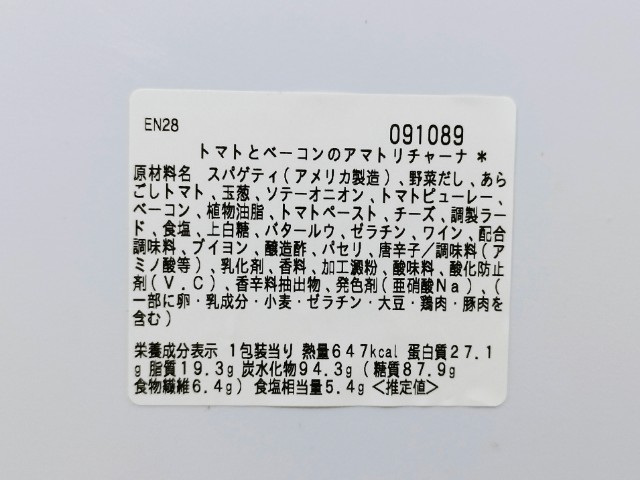 EN28
091089
トマトとベーコンのアマトリチャーナ＊
原材料名　スパゲティ（アメリカ製造）、野菜だし、あら
ごしトマト、玉葱、ソテーオニオン、トマトピューレー、
ベーコン、植物油脂、トマトペースト、チーズ、調製ラー
ド、食塩、上白糖、バタールウ、ゼラチン、ワイン、配合
調味料、ブイヨン、醸造酢、パセリ、唐辛子／調味料（ア
ミノ酸等）、乳化剤、香料、加工澱粉、酸味料、酸化防止
剤（V.C）、香辛料抽出物、発色剤（亜硝酸Na）、（
一部に卵・乳成分・小麦・ゼラチン・大豆・鶏肉・豚肉を
含む）
栄養成分表示　1包装当り　熱量647kcal　蛋白質27.1
g　脂質19.3g　炭水化物94.3g（糖質87.9g
食物繊維6.4g）　食塩相当量5.4g＜推定値＞